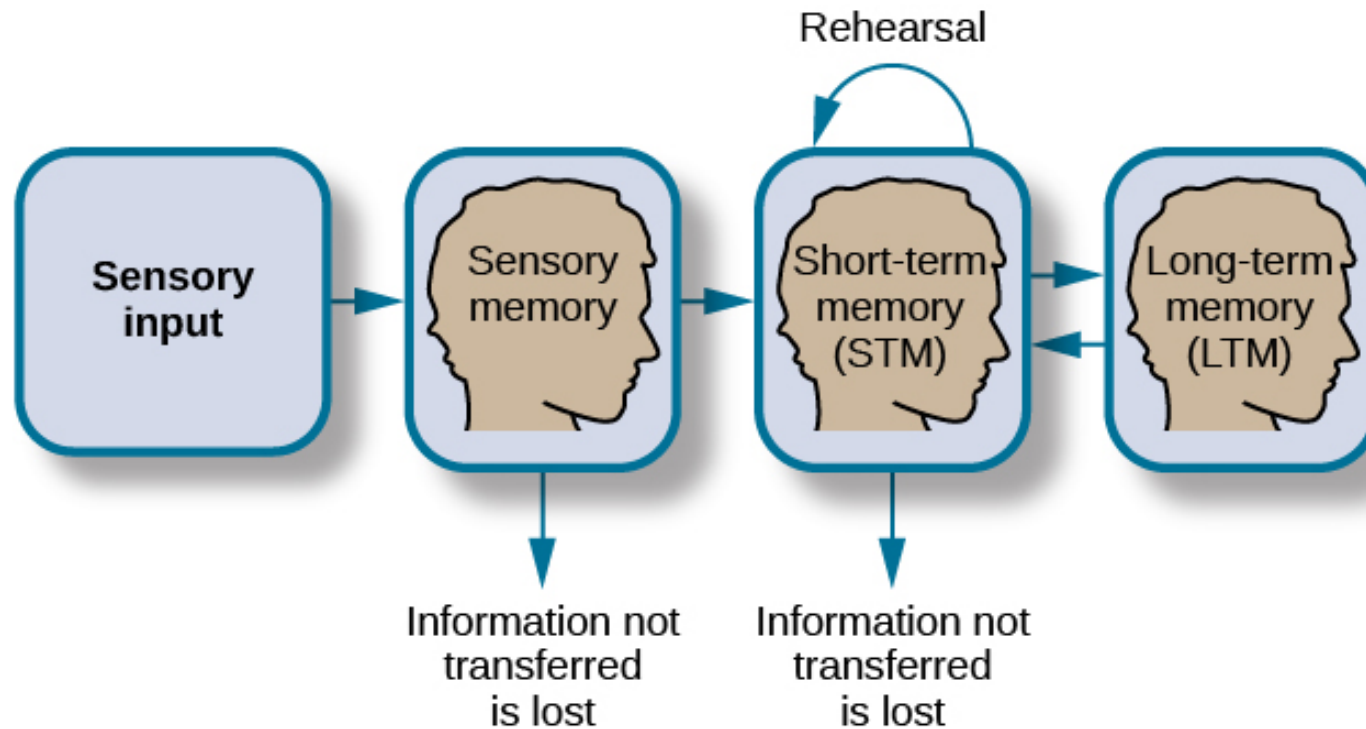 Rehearsal
Sensory
input
Sensory
memory
Short-term
memory
(STM)
Long-term
memory
(LTM)
Information not
transferred
is lost
Information not
transferred
is lost